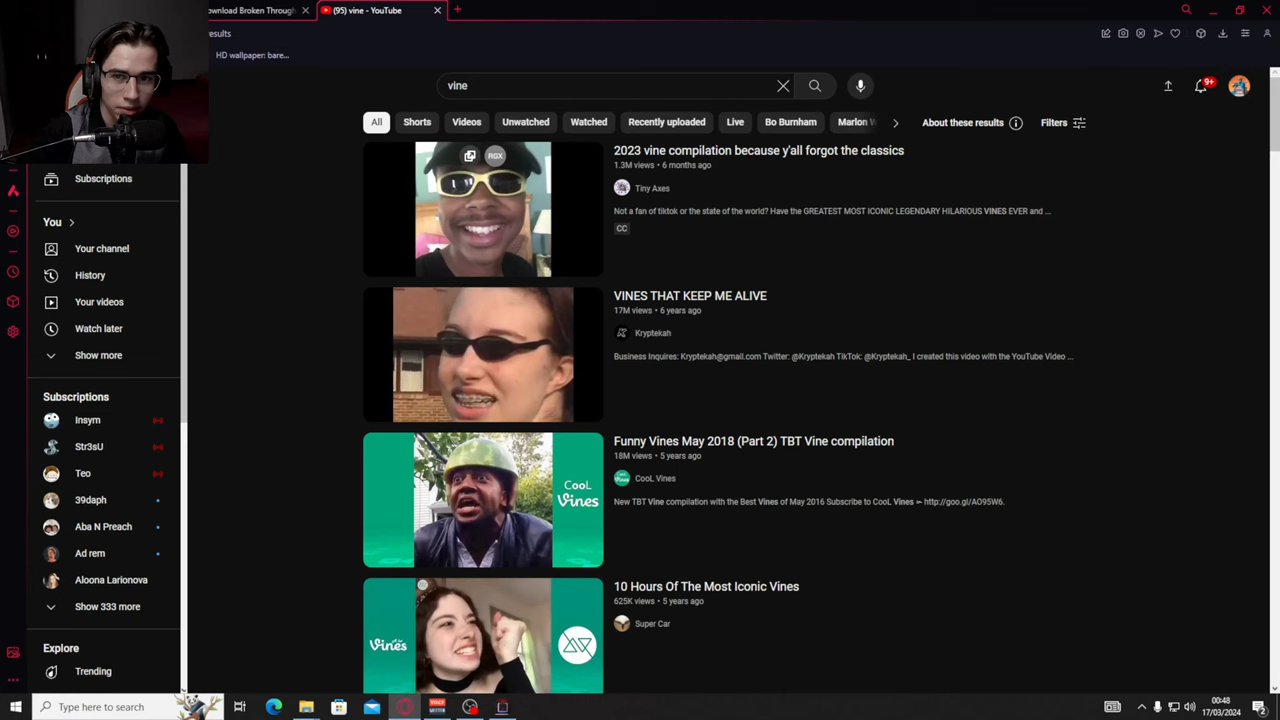 ownload Broken Through
(95) vine - YouTube
esults
HD wallpaper: bare...
vine
9+
All
Shorts
Videos
Unwatched
Watched
Recently uploaded
Live
Bo Burnham
Marlon W
About these results
Filters
Subscriptions
You
Your channel
History
Your videos
Watch later
Show more
Subscriptions
Insym
Str3sU
Teo
39daph
Aba N Preach
Ad rem
Aloona Larionova
Show 333 more
Explore
Trending
RGX
2023 vine compilation because y'all forgot the classics
1.3M views • 6 months ago
Tiny Axes
Not a fan of tiktok or the state of the world? Have the GREATEST MOST ICONIC LEGENDARY HILARIOUS VINES EVER and ...
CC
VINES THAT KEEP ME ALIVE
17M views • 6 years ago
Kryptekah
Business Inquires: Kryptekah@gmail.com Twitter: @Kryptekah TikTok: @Kryptekah_ I created this video with the YouTube Video ...
CooL
Vines
Funny Vines May 2018 (Part 2) TBT Vine compilation
18M views • 5 years ago
CooL Vines
New TBT Vine compilation with the Best Vines of May 2016 Subscribe to CooL Vines ➛ http://goo.gl/AO95W6.
Vines
10 Hours Of The Most Iconic Vines
625K views • 5 years ago
Super Car
Type here to search
00:48
17/03/2024
2